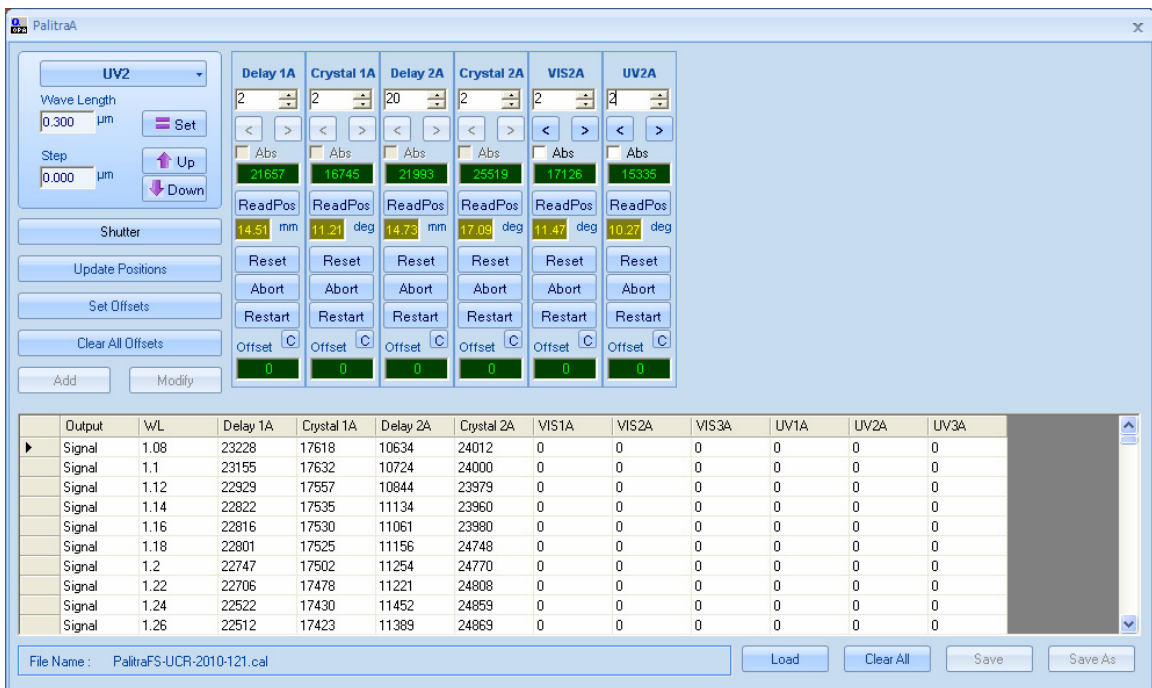 PalitraA x
UV2
Wave Length
0.300 µm Set
Step Up
0.000 µm Down
Shutter
Update Positions
Set Offsets
Clear All Offsets
Add Modify
Delay 1A Crystal 1A Delay 2A Crystal 2A VIS2A UV2A
2 2 20 2 2 2
< > < > < > < > < > < >
Abs Abs Abs Abs Abs Abs
21657 16745 21993 25519 17126 15335
ReadPos ReadPos ReadPos ReadPos ReadPos ReadPos
14.51 mm 11.21 deg 14.73 mm 17.09 deg 11.47 deg 10.27 deg
Reset Reset Reset Reset Reset Reset
Abort Abort Abort Abort Abort Abort
Restart Restart Restart Restart Restart Restart
Offset C Offset C Offset C Offset C Offset C Offset C
0 0 0 0 0 0
Output WL Delay 1A Crystal 1A Delay 2A Crystal 2A VIS1A VIS2A VIS3A UV1A UV2A UV3A
Signal 1.08 23228 17618 10634 24012 0 0 0 0 0 0
Signal 1.1 23155 17632 10724 24000 0 0 0 0 0 0
Signal 1.12 22929 17557 10844 23979 0 0 0 0 0 0
Signal 1.14 22822 17535 11134 23960 0 0 0 0 0 0
Signal 1.16 22816 17530 11061 23980 0 0 0 0 0 0
Signal 1.18 22801 17525 11156 24748 0 0 0 0 0 0
Signal 1.2 22747 17502 11254 24770 0 0 0 0 0 0
Signal 1.22 22706 17478 11221 24808 0 0 0 0 0 0
Signal 1.24 22522 17430 11452 24859 0 0 0 0 0 0
Signal 1.26 22512 17423 11389 24869 0 0 0 0 0 0
File Name : PalitraFS-UCR-2010-121.cal Load Clear All Save Save As